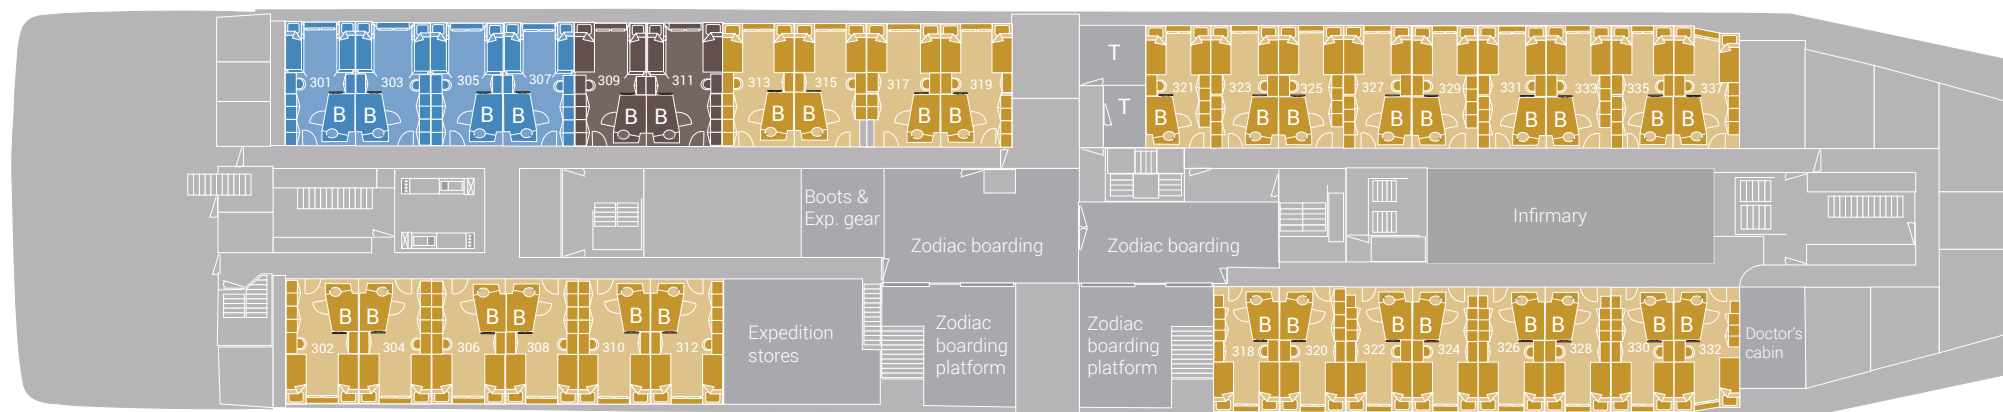 301 303 305 307 309 311 313 315 317 319
B B B B B B B B B B
T
T
321 323 325 327 329 331 333 335 337
B B B B B B B B B
Boots &
Exp. gear
Zodiac boarding
Zodiac boarding
Infirmary
B B B B B B
302 304 306 308 310 312
Expedition
stores
Zodiac
boarding
platform
Zodiac
boarding
platform
B B B B B B B B
318 320 322 324 326 328 330 332
Doctor's
cabin